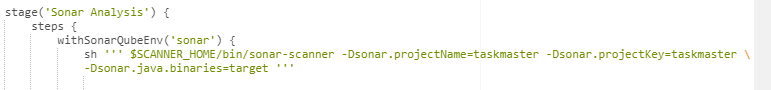 stage('Sonar Analysis') {
steps {
withSonarQubeEnv('sonar') {
sh ''' $SCANNER_HOME/bin/sonar-scanner -Dsonar.projectName=taskmaster -Dsonar.projectKey=taskmaster \
-Dsonar.java.binaries=target '''